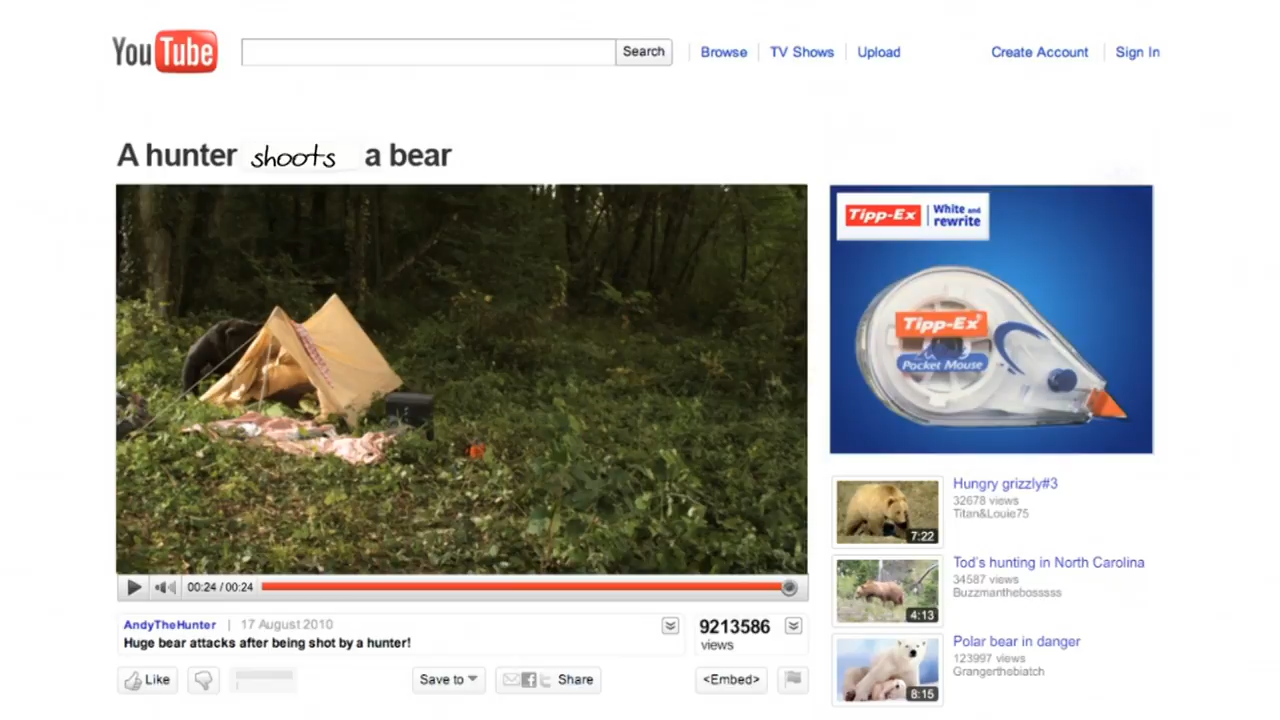 YouTube
Search
Browse
TV Shows
Upload
Create Account
Sign In
A hunter shoots a bear
Tipp-Ex
White and
rewrite
Tipp-Ex
Pocket Mouse
00:24 / 00:24
AndyTheHunter | 17 August 2010
Huge bear attacks after being shot by a hunter!
9213586
views
Like
Save to
Share
<Embed>
Hungry grizzly#3
32678 views
Titan&Louie75
7:22
Tod's hunting in North Carolina
34587 views
Buzzmanthebosssss
4:13
Polar bear in danger
123997 views
Grangerthebiatch
8:15